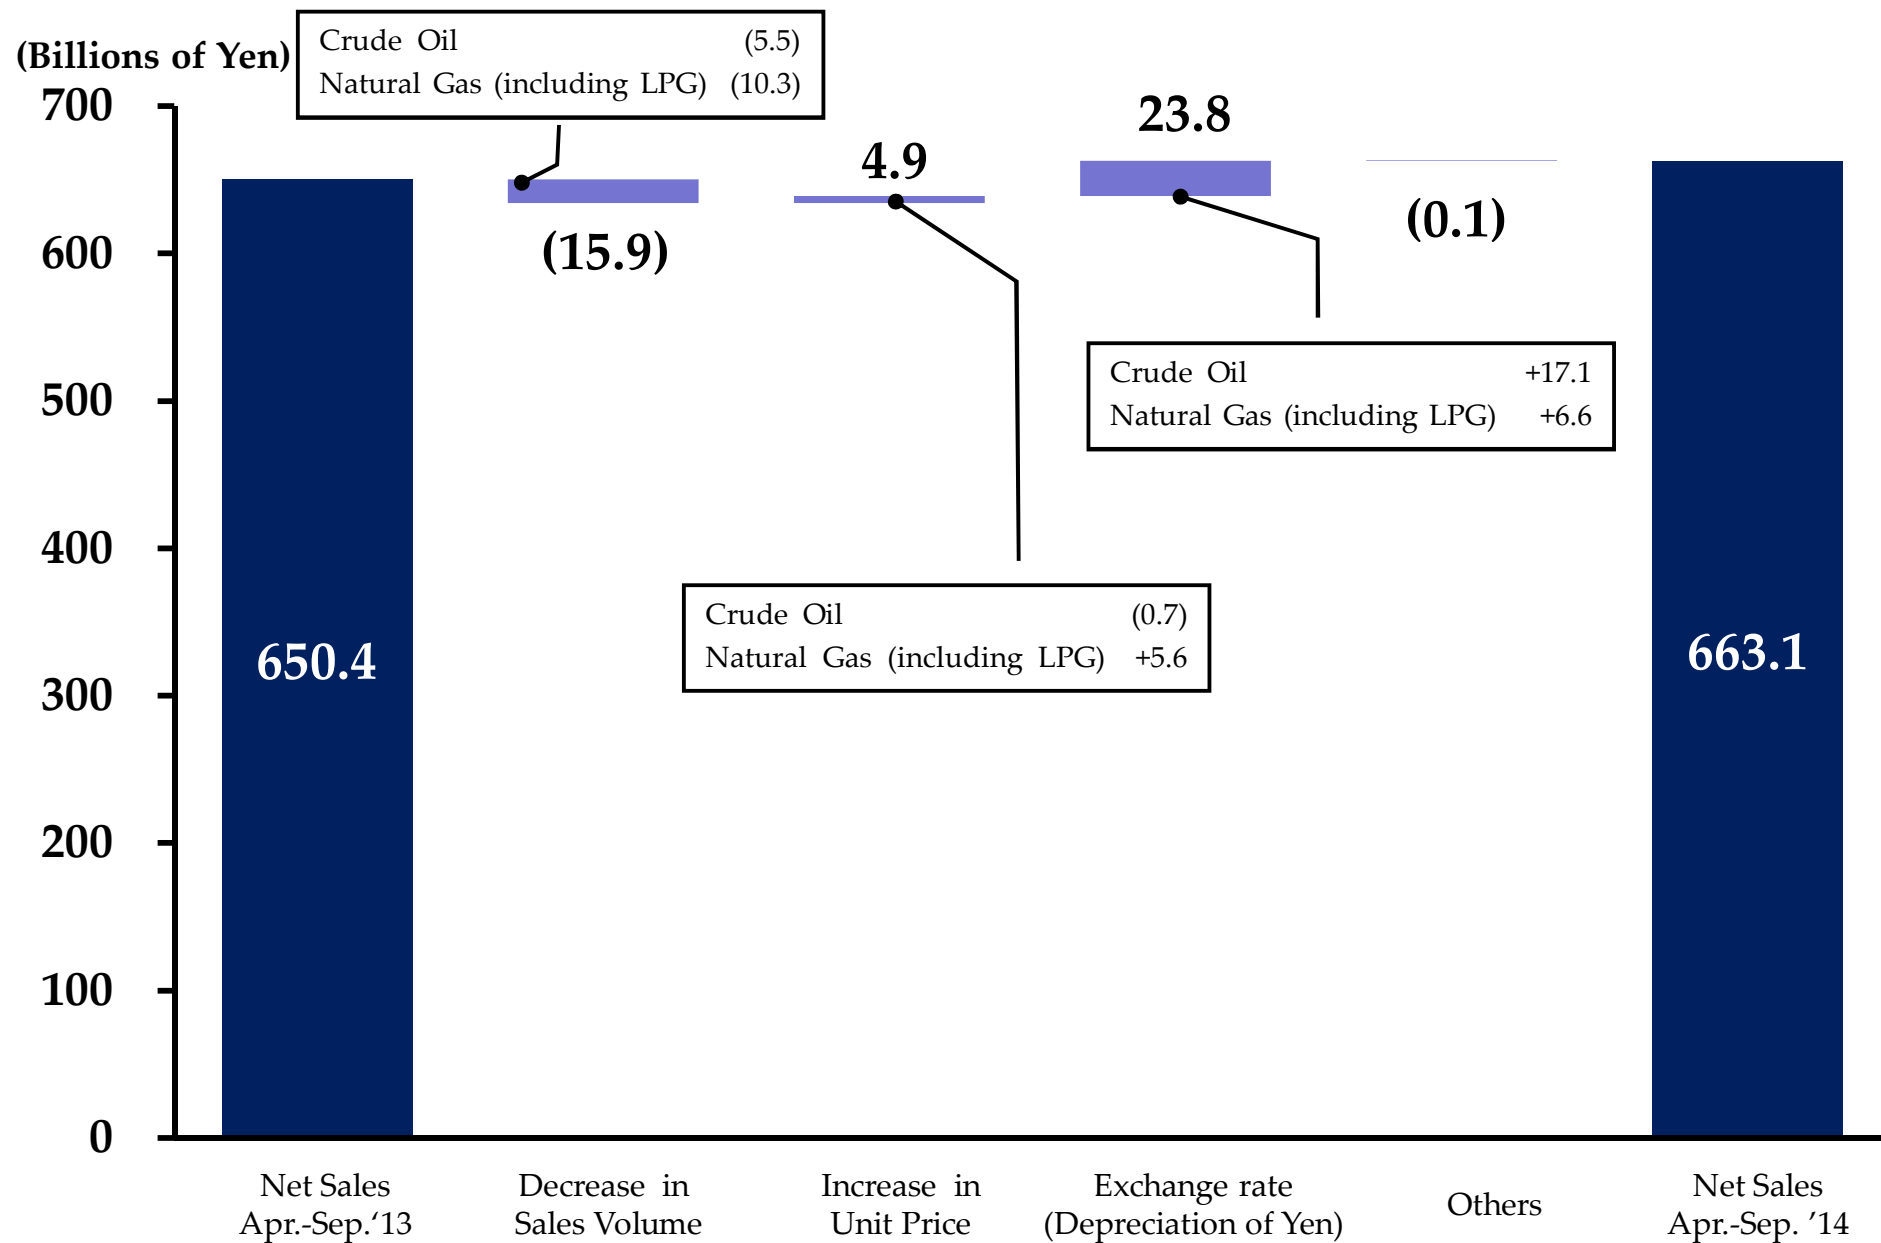 (Billions of Yen)
Crude Oil (5.5)
Natural Gas (including LPG) (10.3)
700
600
500
400
300
200
100
0
650.4
(15.9)
4.9
23.8
(0.1)
663.1
Crude Oil +17.1
Natural Gas (including LPG) +6.6
Crude Oil (0.7)
Natural Gas (including LPG) +5.6
Net Sales
Apr.-Sep.‘13
Decrease in
Sales Volume
Increase in
Unit Price
Exchange rate
(Depreciation of Yen)
Others
Net Sales
Apr.-Sep. ’14